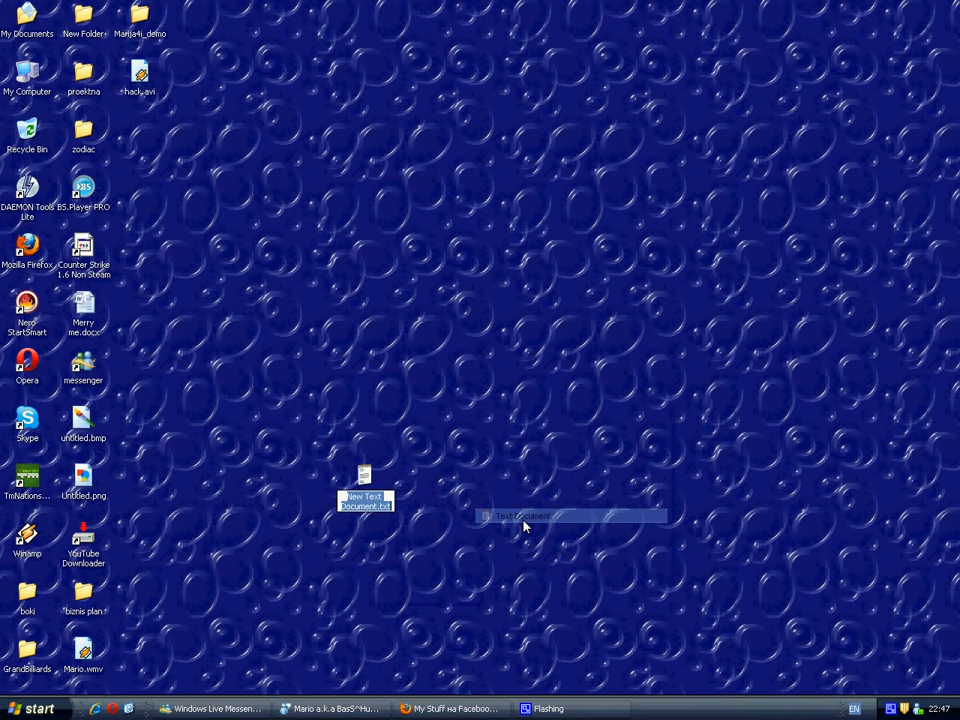 My Documents
New Folder
Marija4i_demo
My Computer
proektna
hack.avi
Recycle Bin
zodiac
DAEMON Tools
Lite
BS.Player PRO
Mozilla Firefox
Counter Strike
1.6 Non Steam
Nero
StartSmart
Merry
me.docx
Opera
messenger
Skype
untitled.bmp
TmNations...
Untitled.png
New Text
Document.txt
Text Document
Winamp
YouTube
Downloader
boki
biznis plan
GrandBilliards
Mario.wmv
start
Windows Live Messen...
Mario a.k.a BasS^Hu...
My Stuff на Faceboo...
Flashing
EN
22:47